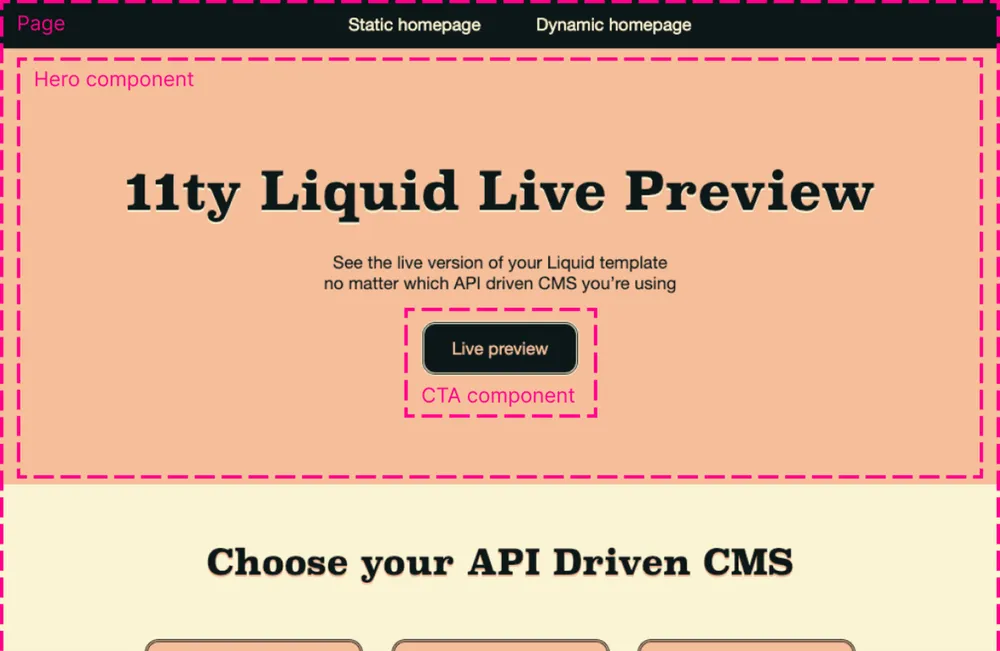 Page
Static homepage
Dynamic homepage
Hero component
11ty Liquid Live Preview
See the live version of your Liquid template
no matter which API driven CMS you’re using
Live preview
CTA component
Choose your API Driven CMS